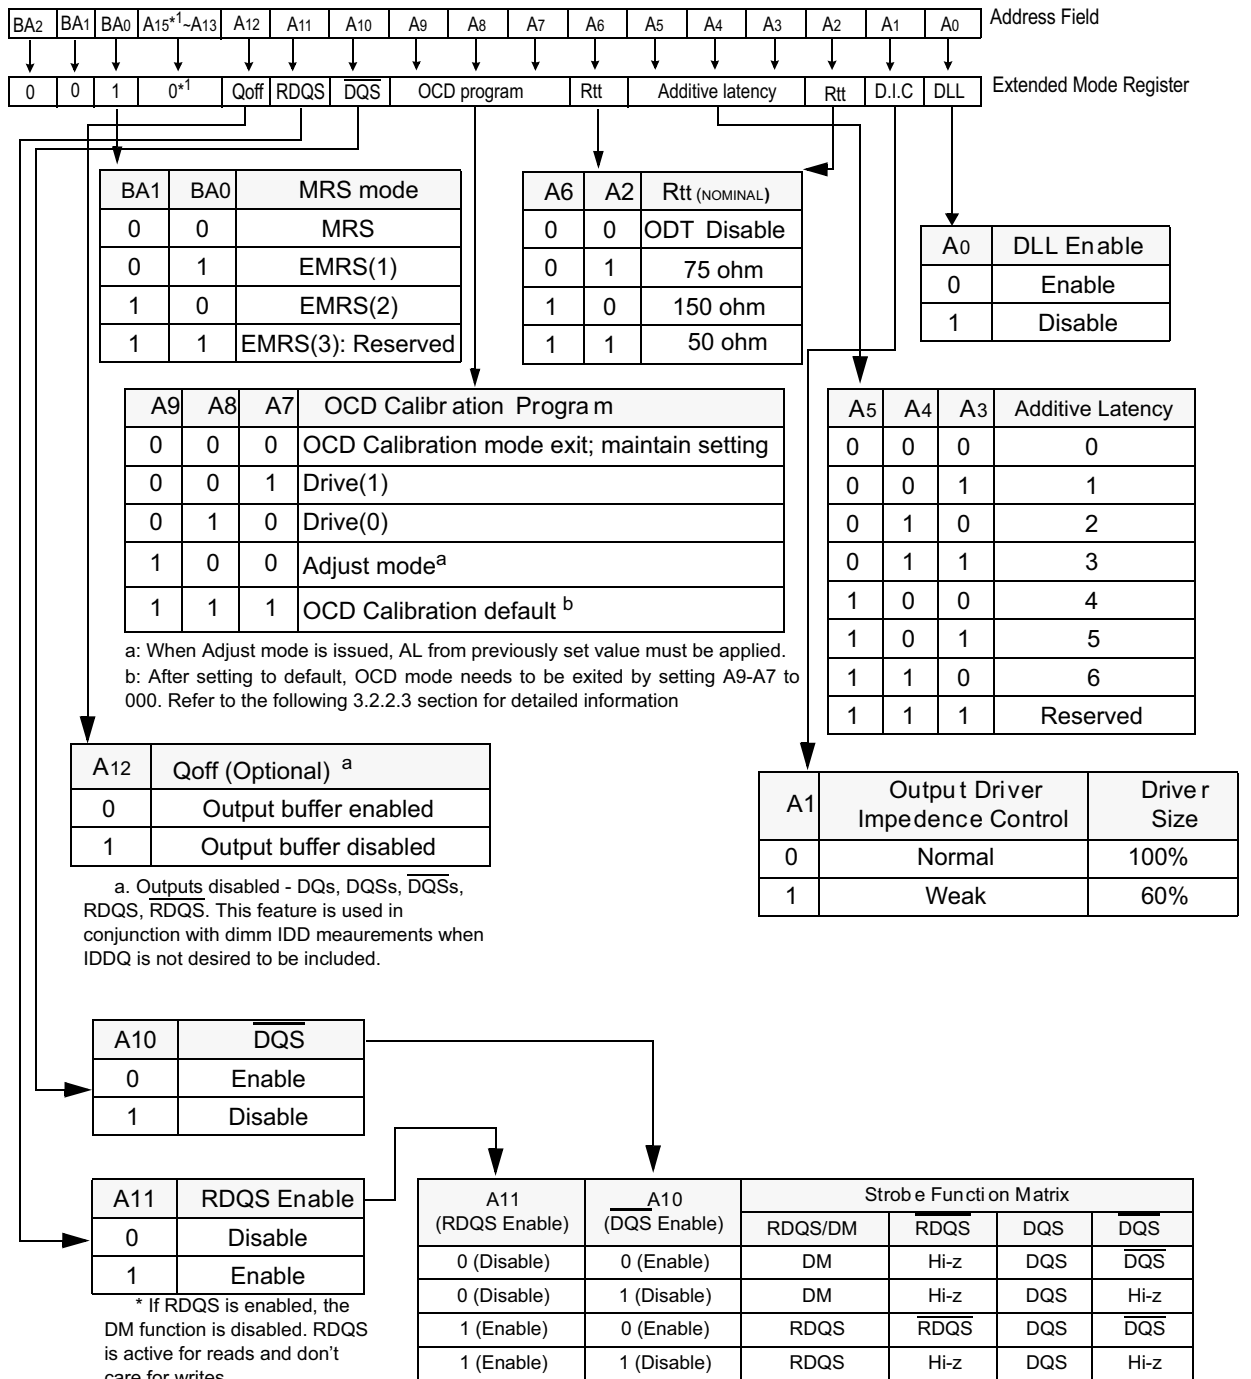 BA2 BA1 BA0 A15*1~A13 A12 A11 A10 A9 A8 A7 A6 A5 A4 A3 A2 A1 A0 Address Field
0 0 1 0*1 Qoff RDQS DQS OCD program Rtt Additive latency Rtt D.I.C DLL Extended Mode Register
BA1 BA0 MRS mode
0 0 MRS
0 1 EMRS(1)
1 0 EMRS(2)
1 1 EMRS(3): Reserved
A6 A2 Rtt (NOMINAL)
0 0 ODT Disable
0 1 75 ohm
1 0 150 ohm
1 1 50 ohm
A0 DLL Enable
0 Enable
1 Disable
A9 A8 A7 OCD Calibration Program
0 0 0 OCD Calibration mode exit; maintain setting
0 0 1 Drive(1)
0 1 0 Drive(0)
1 0 0 Adjust modea
1 1 1 OCD Calibration default b
a: When Adjust mode is issued, AL from previously set value must be applied.
b: After setting to default, OCD mode needs to be exited by setting A9-A7 to
000. Refer to the following 3.2.2.3 section for detailed information
A5 A4 A3 Additive Latency
0 0 0 0
0 0 1 1
0 1 0 2
0 1 1 3
1 0 0 4
1 0 1 5
1 1 0 6
1 1 1 Reserved
A12 Qoff (Optional) a
0 Output buffer enabled
1 Output buffer disabled
a. Outputs disabled - DQs, DQSs, DQSs,
RDQS, RDQS. This feature is used in
conjunction with dimm IDD meaurements when
IDDQ is not desired to be included.
A1 Output Driver Driver
Impedence Control Size
0 Normal 100%
1 Weak 60%
A10 DQS
0 Enable
1 Disable
A11 RDQS Enable
0 Disable
1 Enable
* If RDQS is enabled, the
DM function is disabled. RDQS
is active for reads and don't
care for writes
A11 A10 Strobe Function Matrix
(RDQS Enable) (DQS Enable) RDQS/DM RDQS DQS DQS
0 (Disable) 0 (Enable) DM Hi-z DQS DQS
0 (Disable) 1 (Disable) DM Hi-z DQS Hi-z
1 (Enable) 0 (Enable) RDQS RDQS DQS DQS
1 (Enable) 1 (Disable) RDQS Hi-z DQS Hi-z